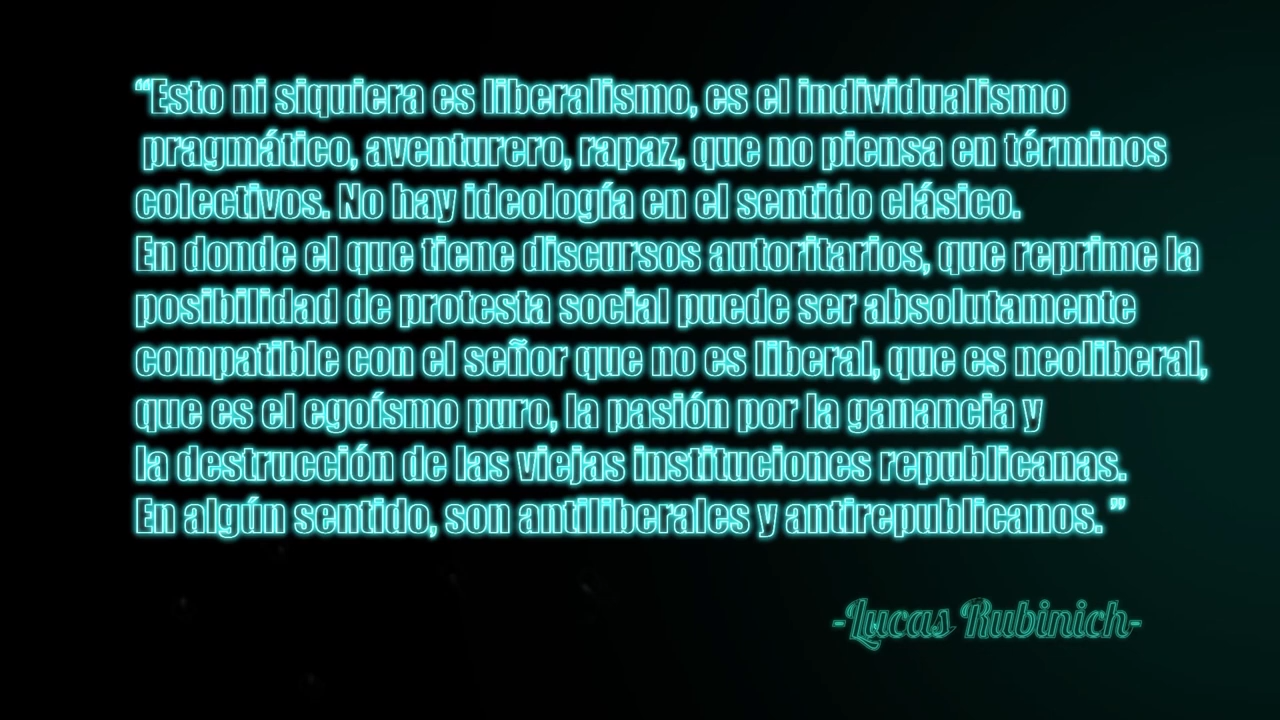 “Esto ni siquiera es liberalismo, es el individualismo
pragmático, aventurero, rapaz, que no piensa en términos
colectivos. No hay ideología en el sentido clásico.
En donde el que tiene discursos autoritarios, que reprime la
posibilidad de protesta social puede ser absolutamente
compatible con el señor que no es liberal, que es neoliberal,
que es el egoísmo puro, la pasión por la ganancia y
la destrucción de las viejas instituciones republicanas.
En algún sentido, son antiliberales y antirepublicanos. ”
-Lucas Rubinich-